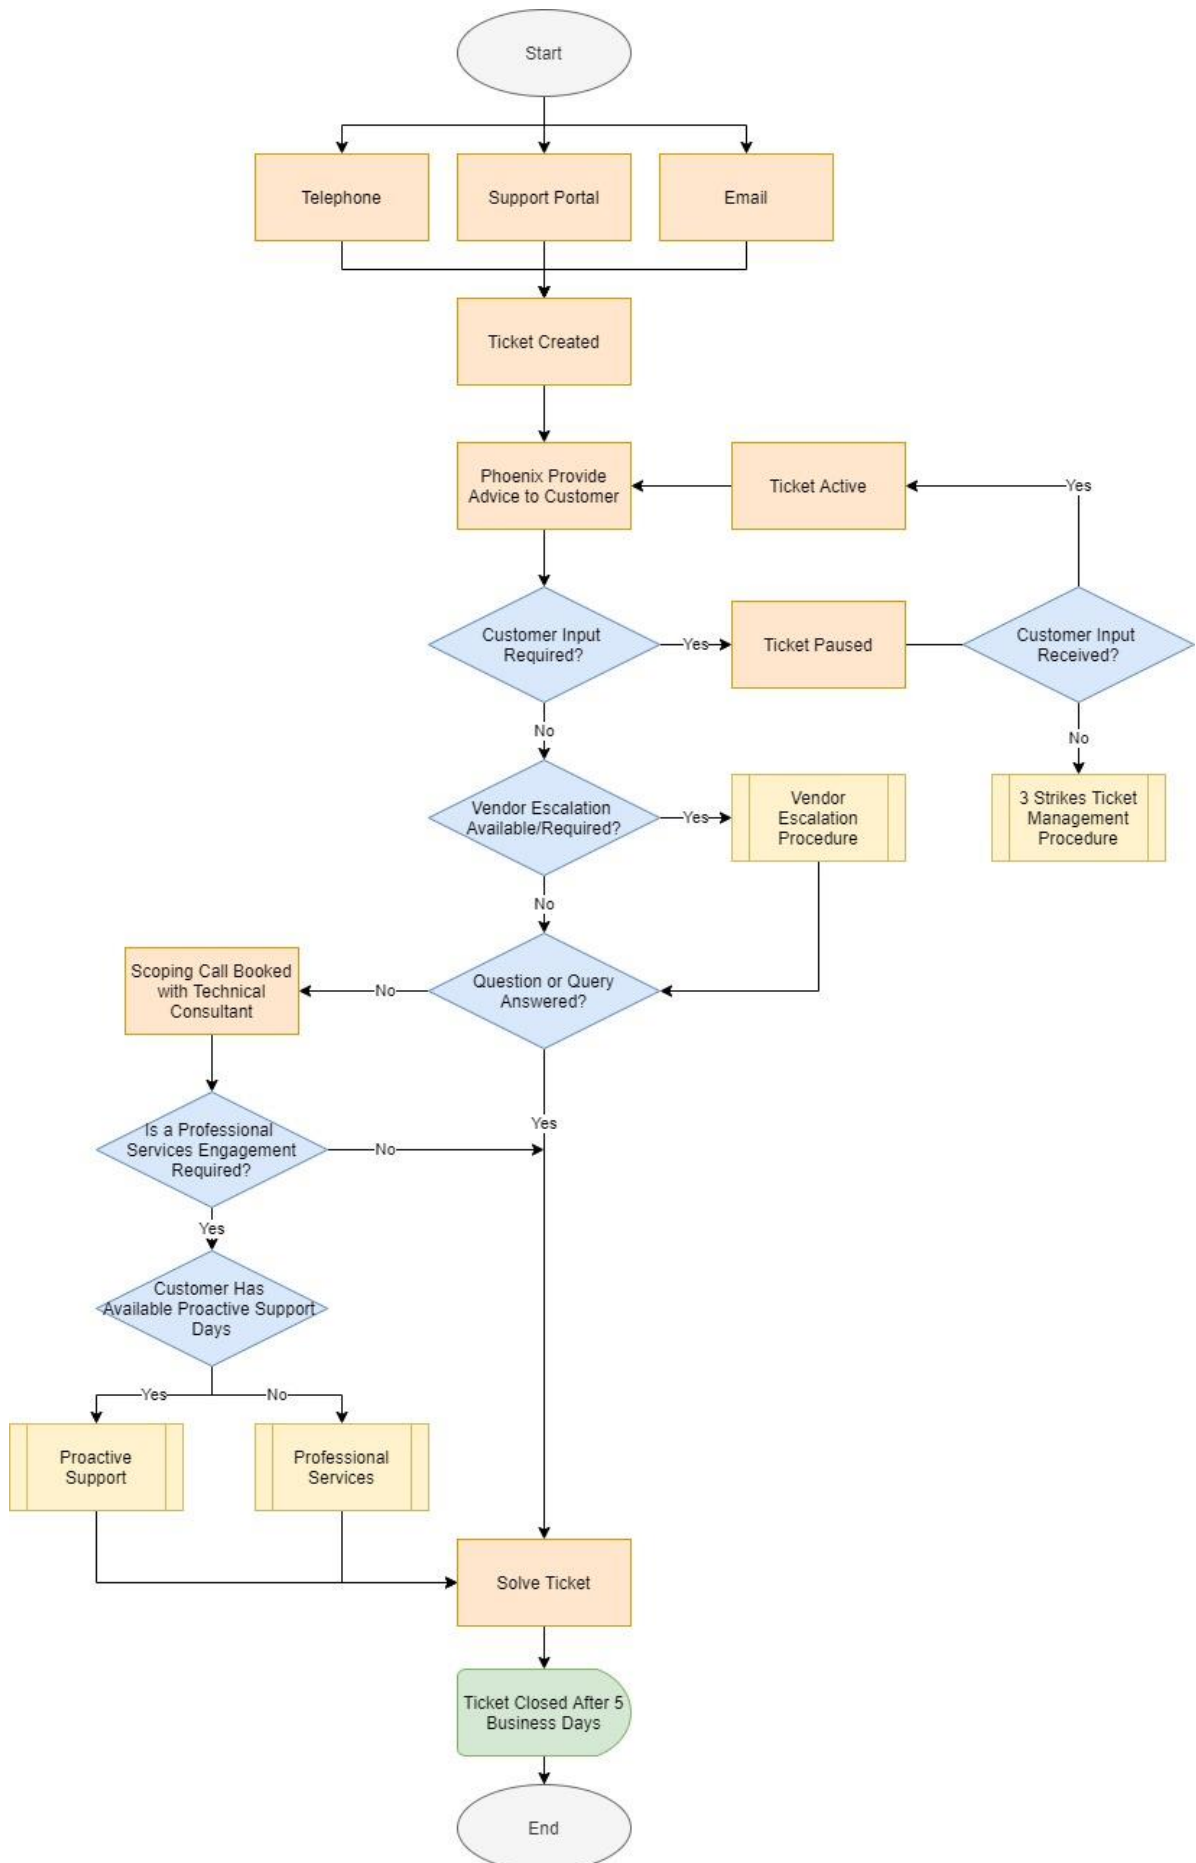 Start
Telephone
Support Portal
Email
Ticket Created
Phoenix Provide
Advice to Customer
Ticket Active
Yes
Customer Input
Required?
Yes
Ticket Paused
Customer Input
Received?
No
No
Vendor Escalation
Available/Required?
Yes
Vendor
Escalation
Procedure
3 Strikes Ticket
Management
Procedure
No
Scoping Call Booked
with Technical
Consultant
No
Question or Query
Answered?
Yes
Is a Professional
Services Engagement
Required?
No
Yes
Customer Has
Available Proactive Support
Days
Yes
No
Proactive
Support
Professional
Services
Solve Ticket
Ticket Closed After 5
Business Days
End